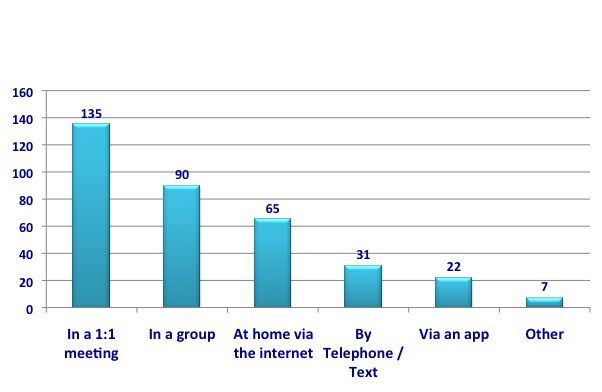 160
140
120
100
80
60
40
20
0
135
90
65
31
22
7
In a 1:1
meeting
In a group
At home via
the internet
By
Telephone /
Text
Via an app
Other